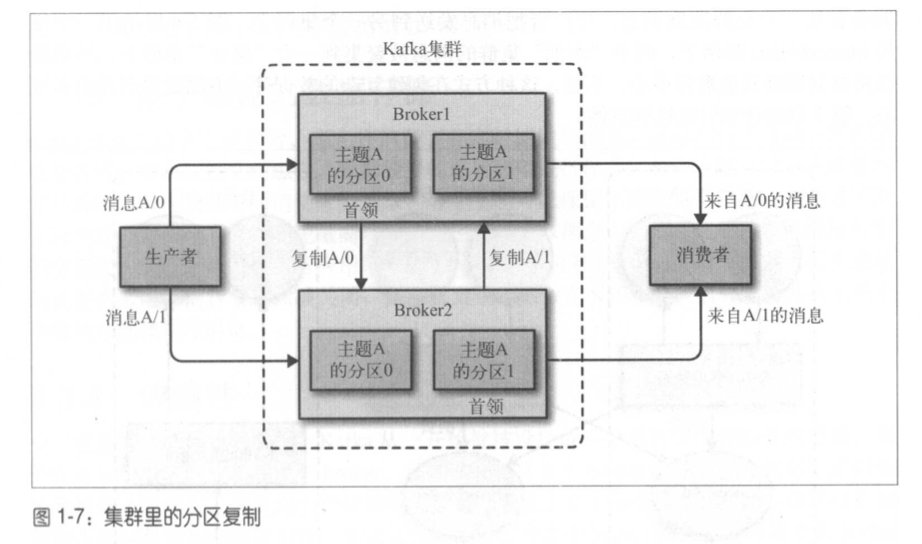 Kafka集群
Broker1
主题A
的分区0
主题A
的分区1
首领
消息A/0
生产者
消息A/1
复制A/0
复制A/1
来自A/0的消息
消费者
来自A/1的消息
Broker2
主题A
的分区0
主题A
的分区1
首领
图 1-7：集群里的分区复制